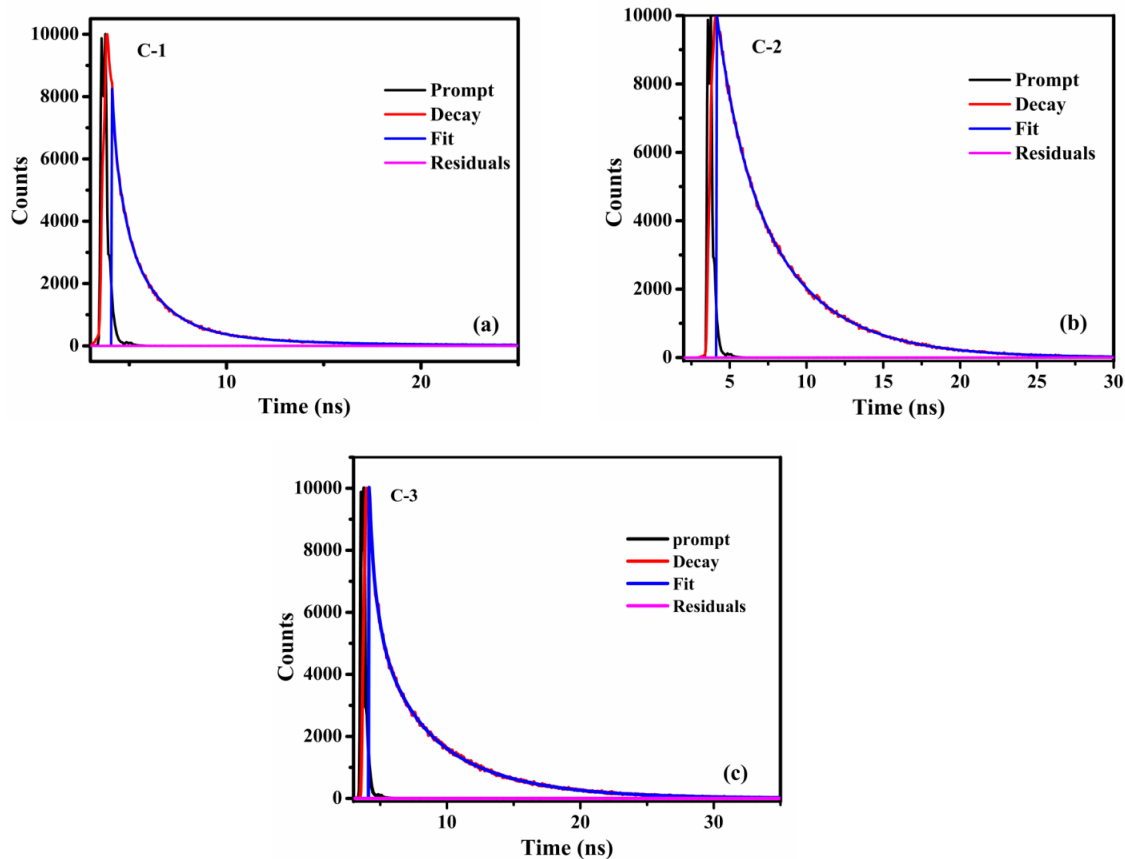 C-1
Prompt
Decay
Fit
Residuals
10000
8000
6000
4000
2000
0
Counts
(a)
10
20
Time (ns)
C-2
Prompt
Decay
Fit
Residuals
10000
8000
6000
4000
2000
0
Counts
(b)
5
10
15
20
25
30
Time (ns)
C-3
prompt
Decay
Fit
Residuals
10000
8000
6000
4000
2000
0
Counts
(c)
10
20
30
Time (ns)